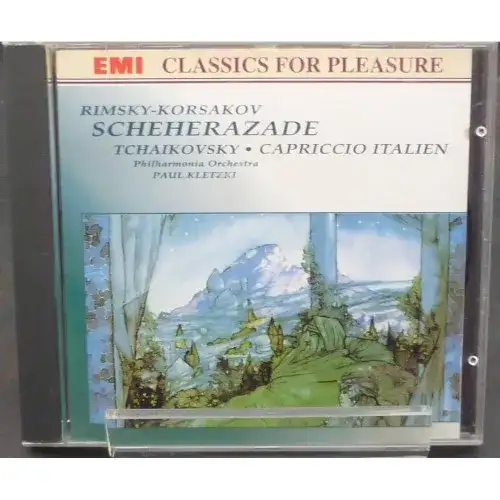 EMI CLASSICS FOR PLEASURE
RIMSKY-KORSAKOV
SCHEHERAZADE
TCHAIKOVSKY • CAPRICCIO ITALIEN
Philharmonia Orchestra
PAUL KLETZKI